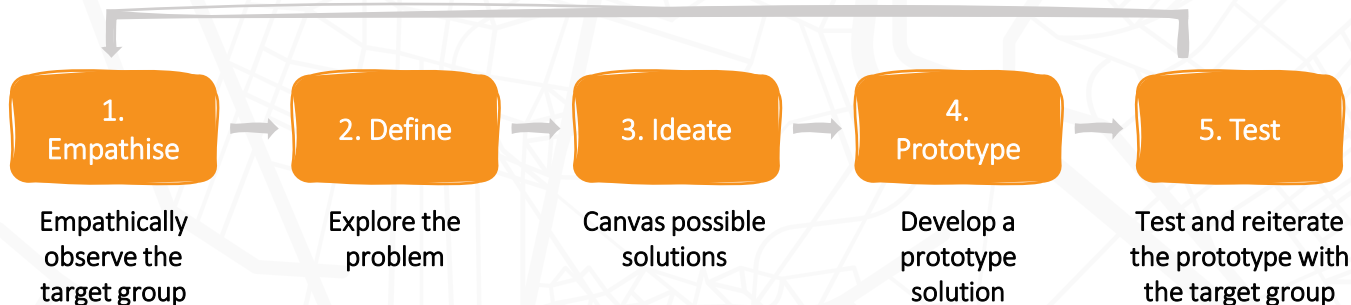 1.
Empathise
2. Define
3. Ideate
4.
Prototype
5. Test
Empathically
observe the
target group
Explore the
problem
Canvas possible
solutions
Develop a
prototype
solution
Test and reiterate
the prototype with
the target group